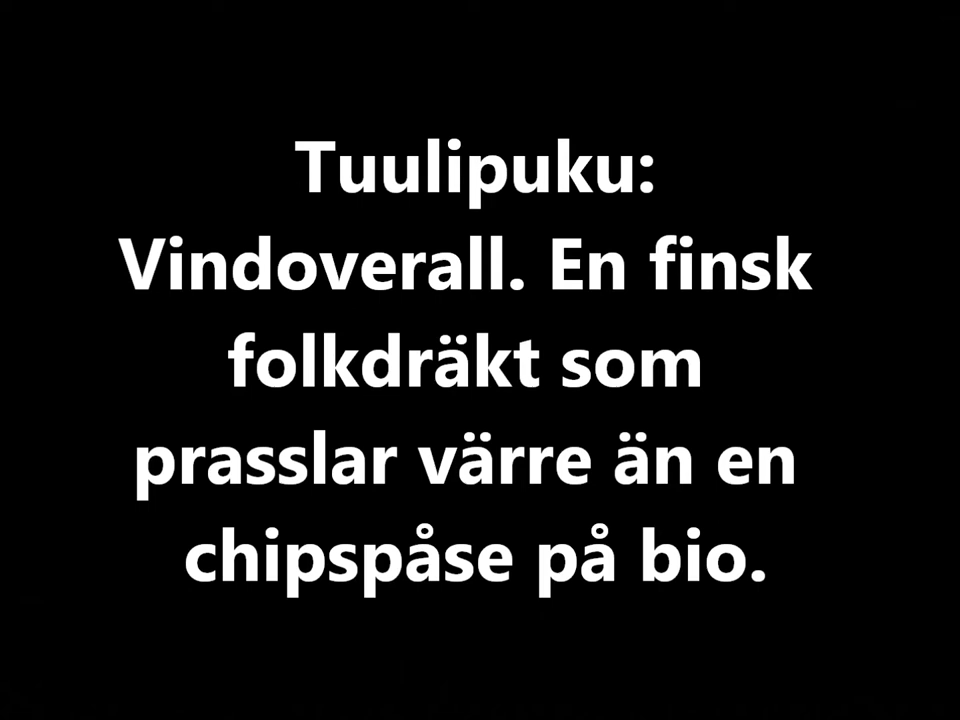 Tuulipuku:
Vindoverall. En finsk
folkdräkt som
prasslar värre än en
chipspåse på bio.